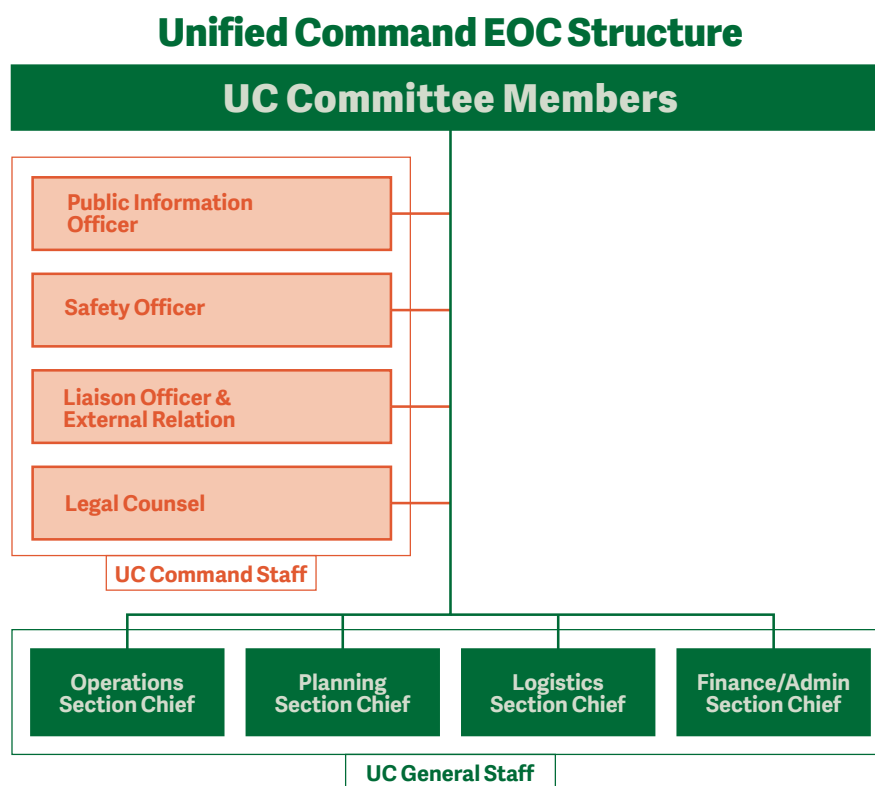 Unified Command EOC Structure
UC Committee Members
Public Information
Officer
Safety Officer
Liaison Officer &
External Relation
Legal Counsel
UC Command Staff
Operations
Section Chief
Planning
Section Chief
Logistics
Section Chief
Finance/Admin
Section Chief
UC General Staff